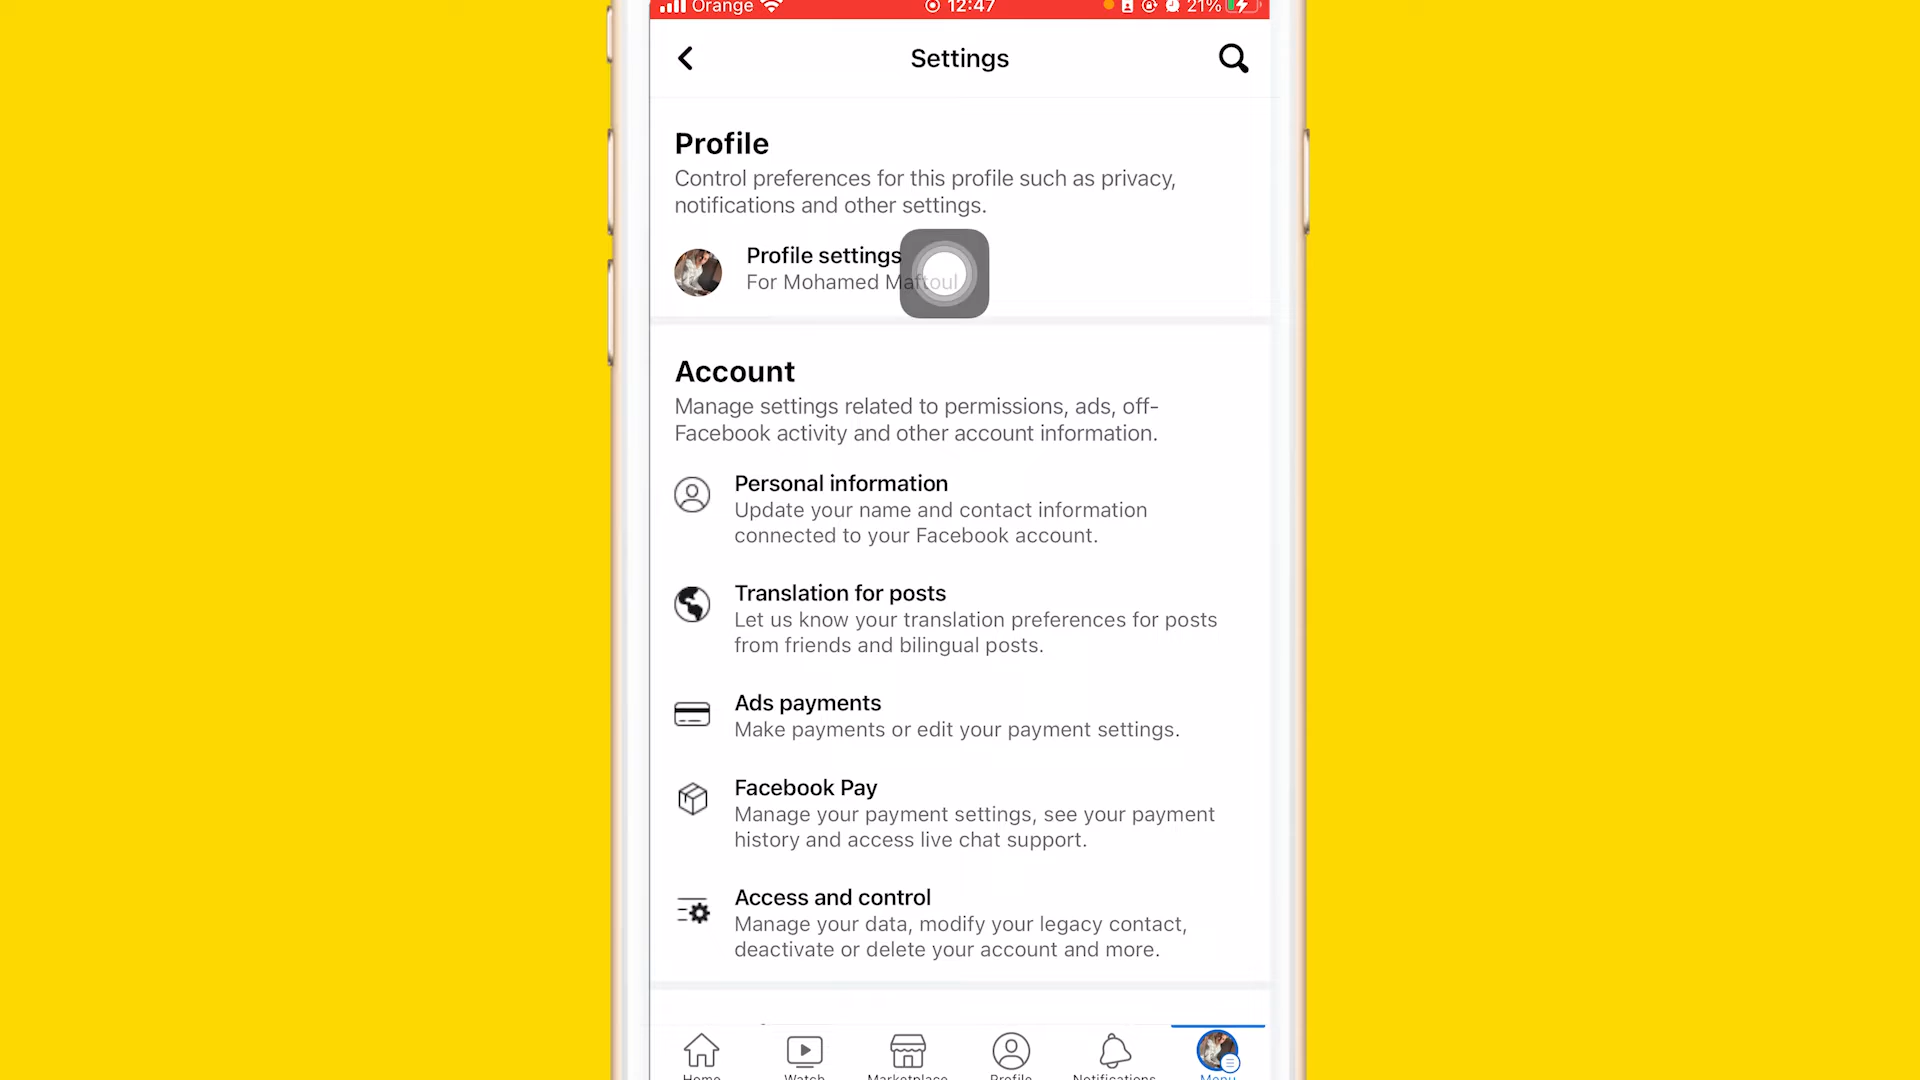 Orange 12:47 21%
Settings
Profile
Control preferences for this profile such as privacy,
notifications and other settings.
Profile settings
For Mohamed Maftoul
Account
Manage settings related to permissions, ads, off-
Facebook activity and other account information.
Personal information
Update your name and contact information
connected to your Facebook account.
Translation for posts
Let us know your translation preferences for posts
from friends and bilingual posts.
Ads payments
Make payments or edit your payment settings.
Facebook Pay
Manage your payment settings, see your payment
history and access live chat support.
Access and control
Manage your data, modify your legacy contact,
deactivate or delete your account and more.
Home Watch Marketplace Profile Notifications Menu